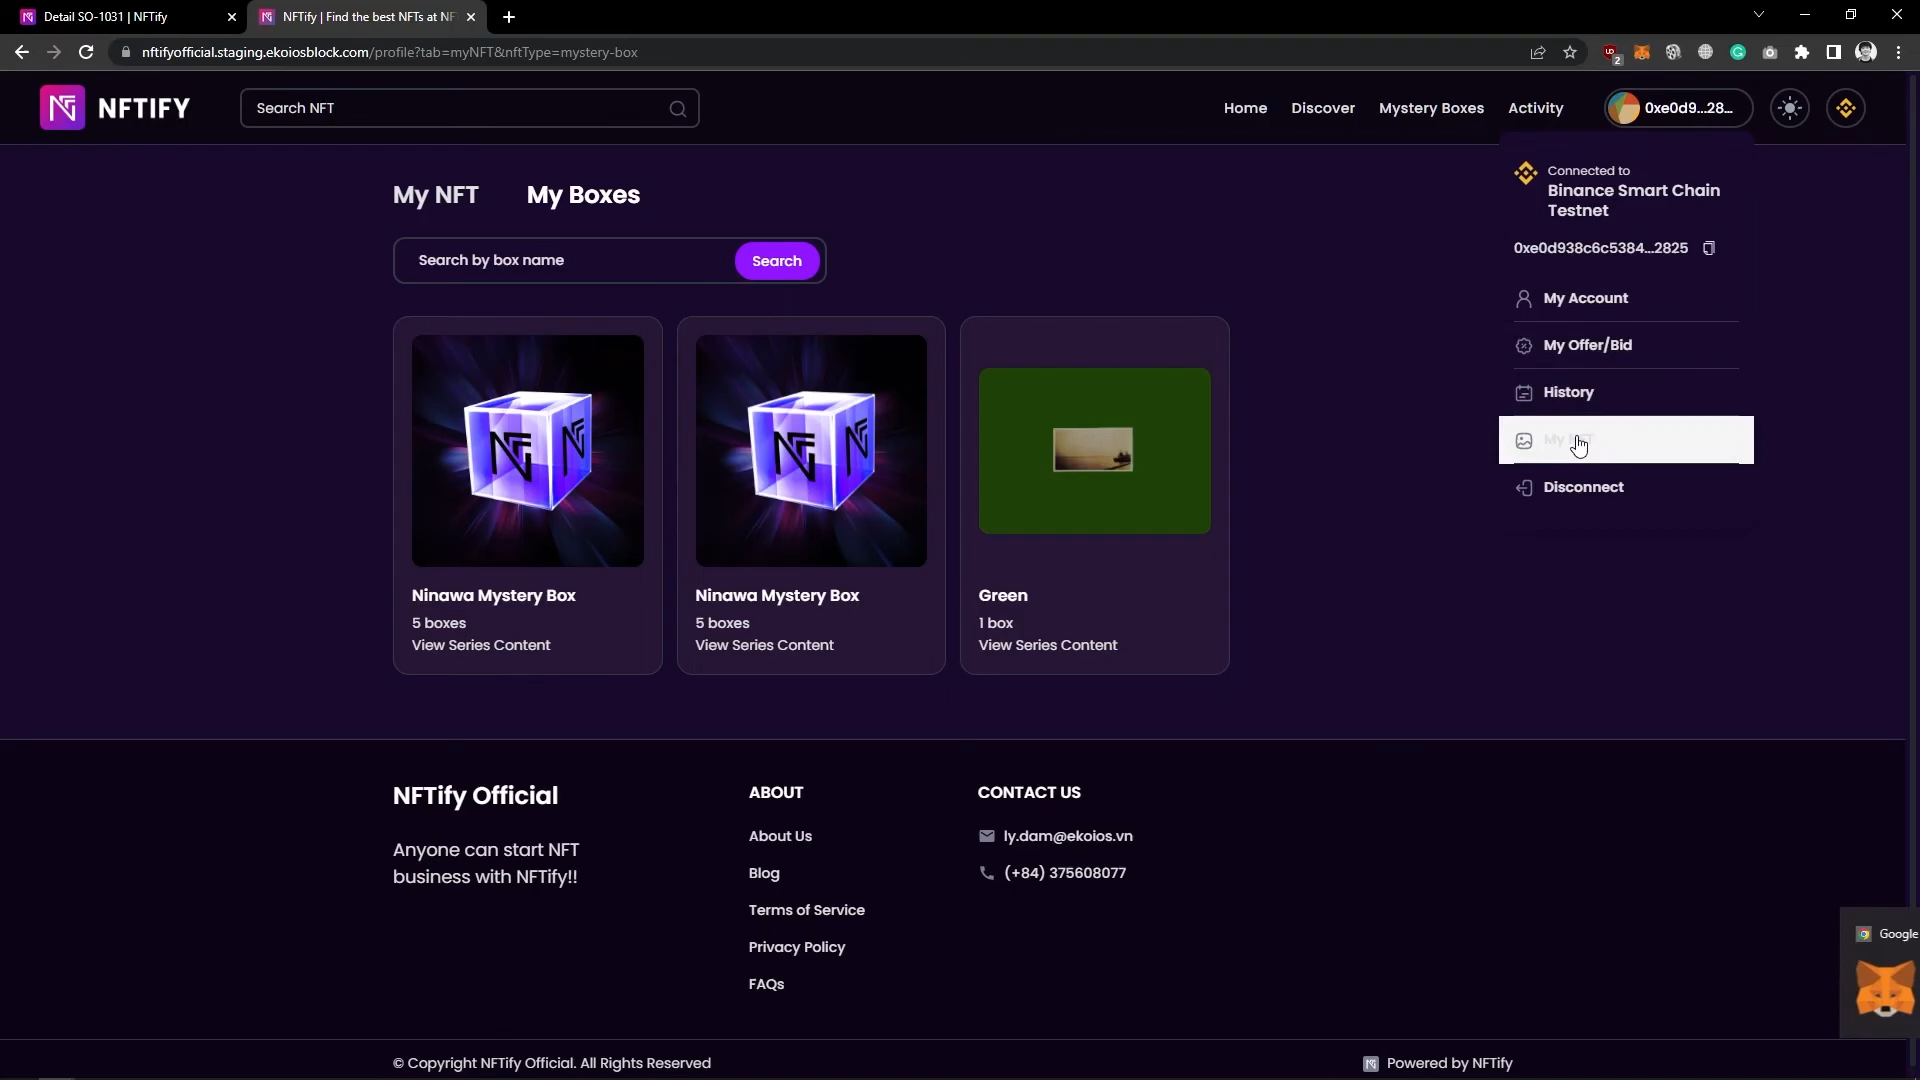 Detail SO-1031 | NFTify
NFTify | Find the best NFTs at NF
nftifyofficial.staging.ekoiosblock.com/profile?tab=myNFT&nftType=mystery-box
2
NFTIFY
Search NFT
Home
Discover
Mystery Boxes
Activity
0xe0d9...28...
Connected to
Binance Smart Chain
Testnet
0xe0d938c6c5384...2825
My Account
My Offer/Bid
History
My
Disconnect
My NFT
My Boxes
Search by box name
Search
Ninawa Mystery Box
5 boxes
View Series Content
Ninawa Mystery Box
5 boxes
View Series Content
Green
1 box
View Series Content
NFTify Official
Anyone can start NFT
business with NFTify!!
ABOUT
About Us
Blog
Terms of Service
Privacy Policy
FAQs
CONTACT US
ly.dam@ekoios.vn
(+84) 375608077
Google
© Copyright NFTify Official. All Rights Reserved
Powered by NFTify